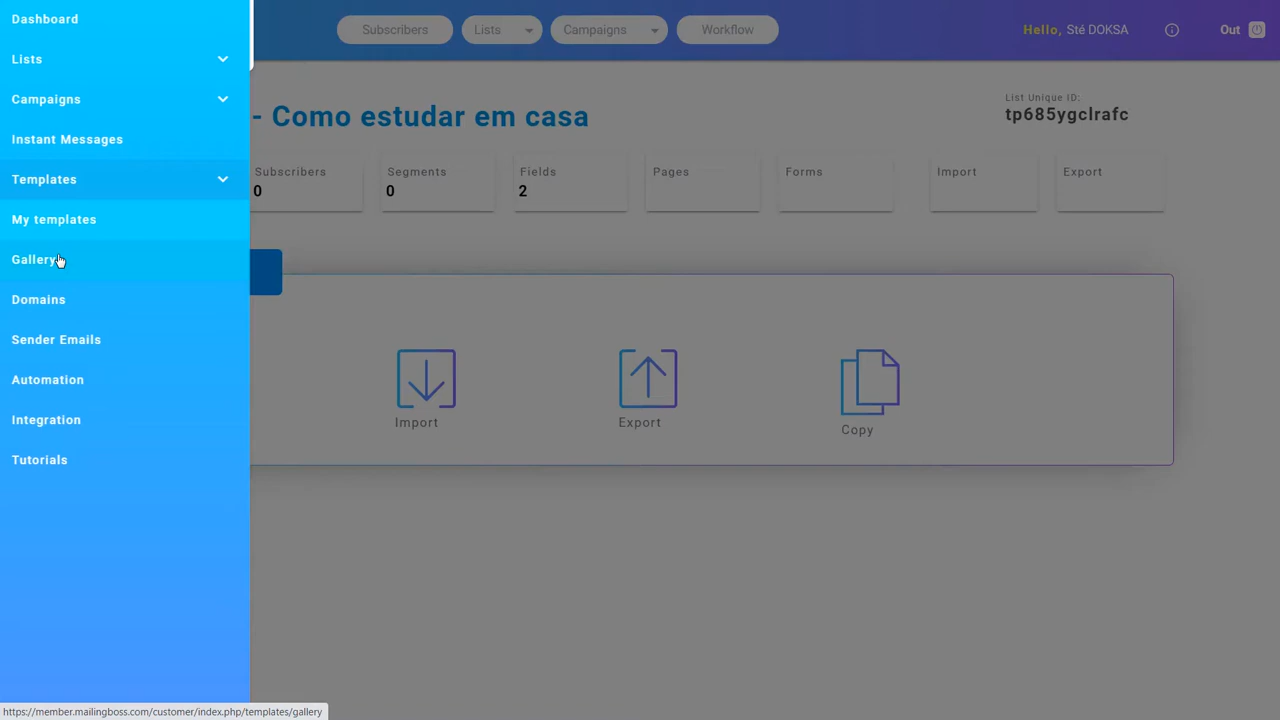 Dashboard
Lists
Campaigns
Instant Messages
Templates
My templates
Gallery
Domains
Sender Emails
Automation
Integration
Tutorials
Subscribers
Lists
Campaigns
Workflow
Hello, Sté DOKSA
Out
- Como estudar em casa
List Unique ID:
tp685ygclrafc
Subscribers
0
Segments
0
Fields
2
Pages
Forms
Import
Export
Import
Export
Copy
https://member.mailingboss.com/customer/index.php/templates/gallery